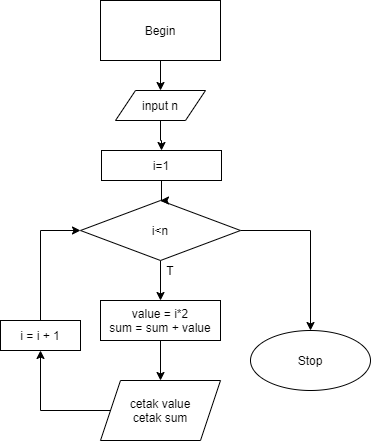 Begin
input n
i=1
i<n
T
value = i*2
sum = sum + value
i = i + 1
Stop
cetak value
cetak sum